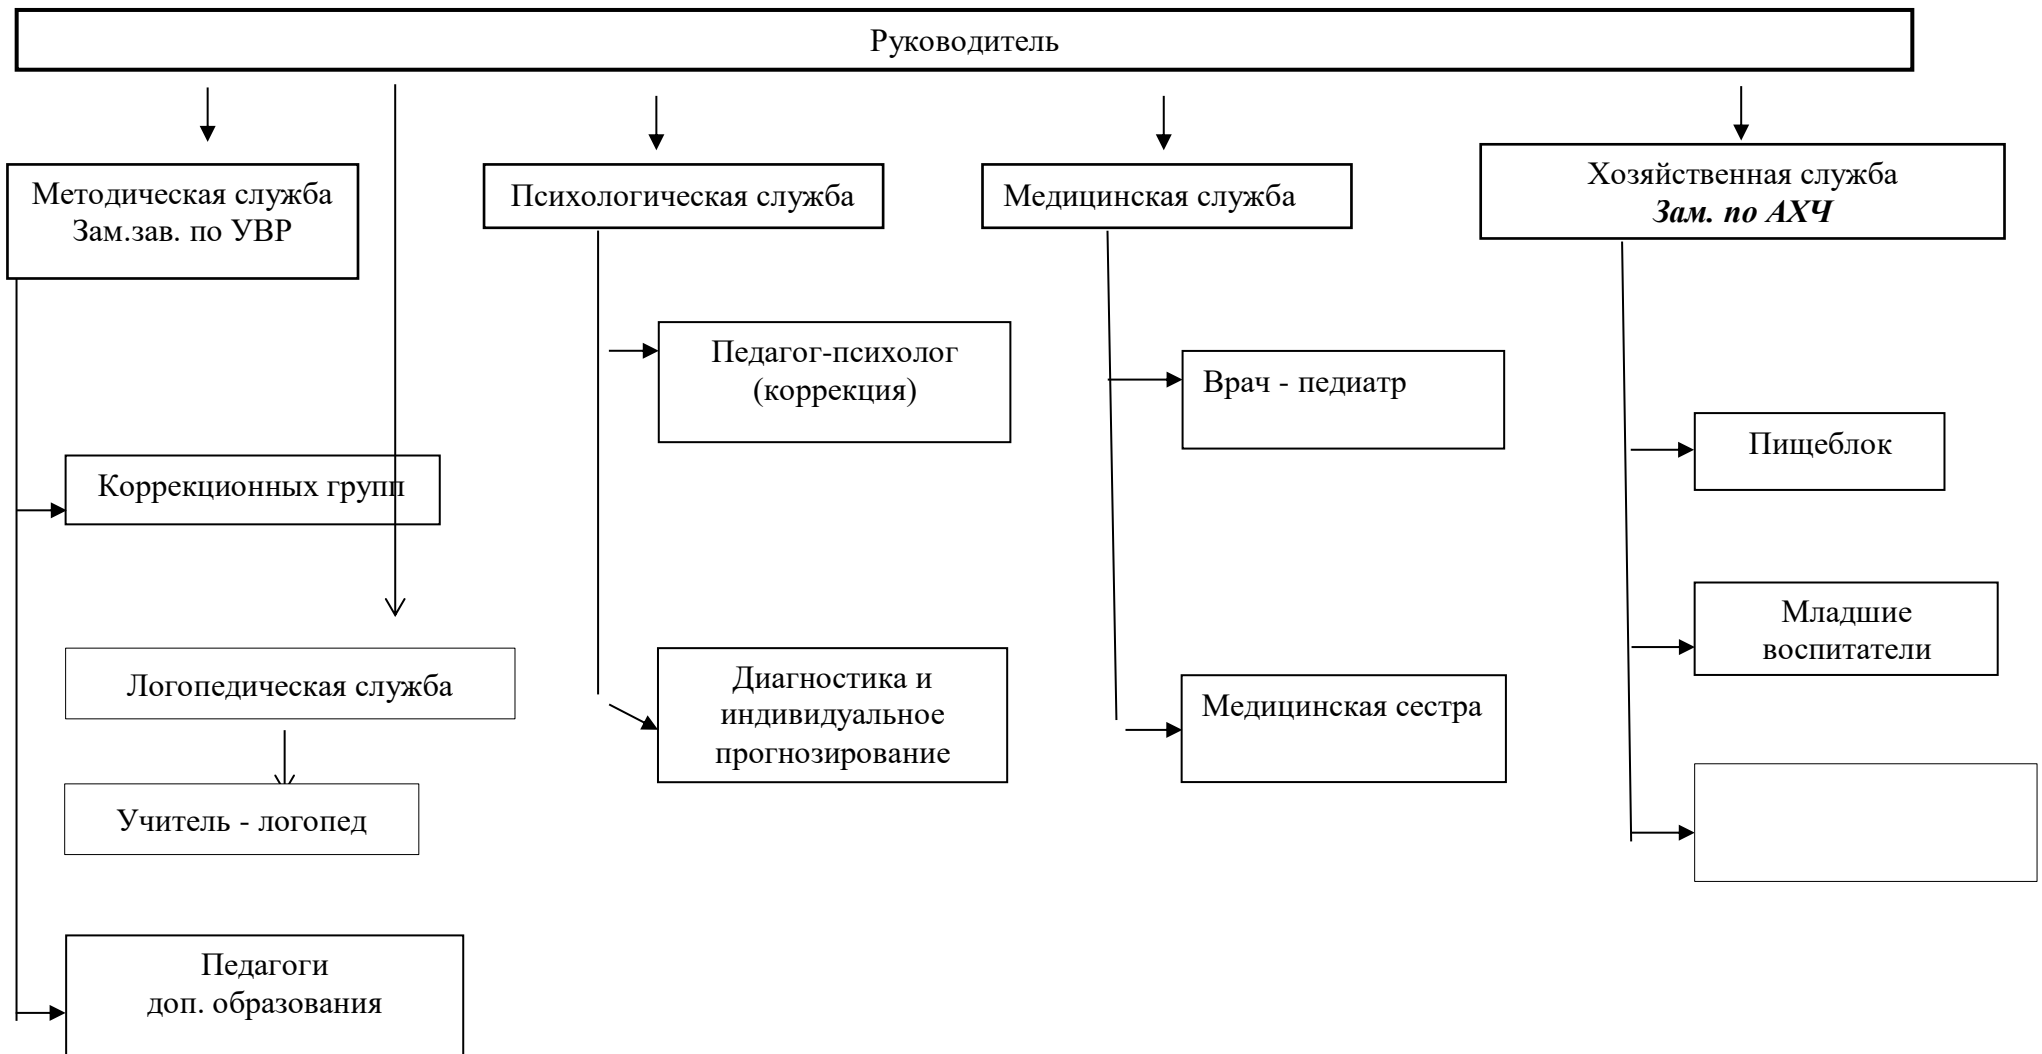 Руководитель
Методическая служба
Зам.зав. по УВР
Психологическая служба
Медицинская служба
Хозяйственная служба
Зам. по АХЧ
Педагог-психолог
(коррекция)
Врач - педиатр
Пищеблок
Коррекционных групп
Младшие
воспитатели
Логопедическая служба
Диагностика и
индивидуальное
прогнозирование
Медицинская сестра
Учитель - логопед
Педагоги
доп. образования